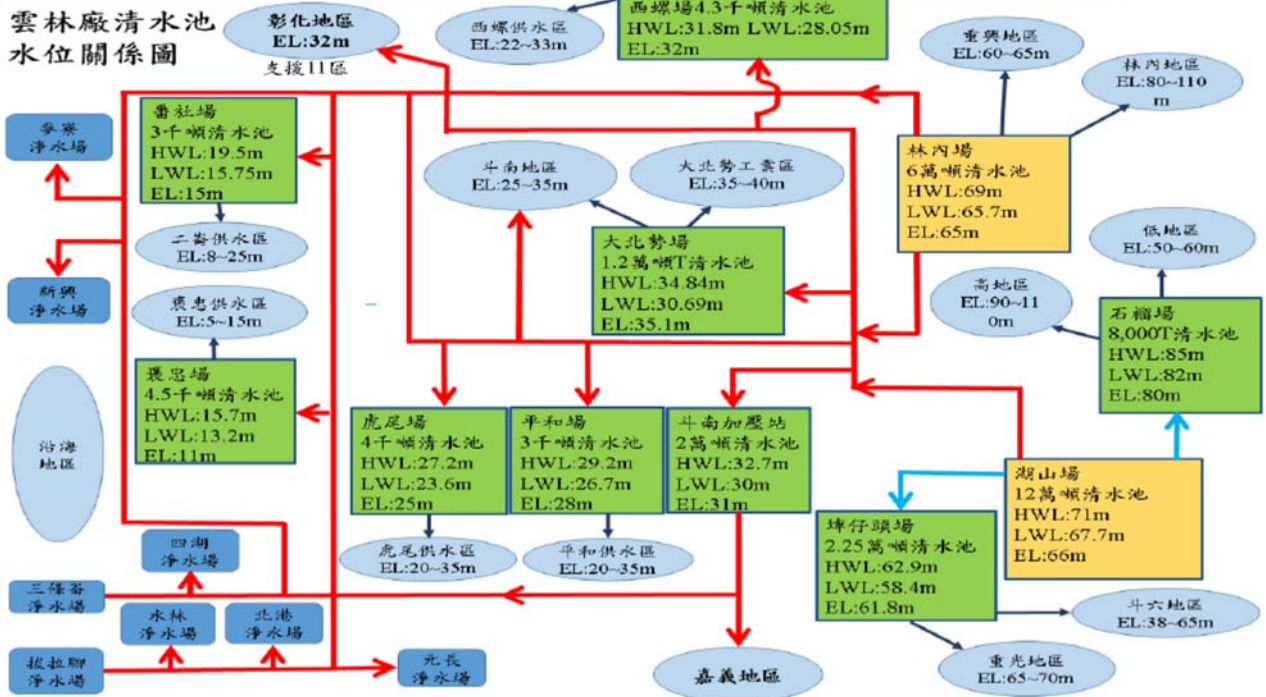 雲林廠清水池
水位關係圖
彰化地區
EL:32m
支援11區
西螺供水區
EL:22~33m
西螺場4.3千噸清水池
HWL:31.8m LWL:28.05m
EL:32m
重興地區
EL:60~65m
林內地區
EL:80~110
m
麥寮
淨水場
番社場
3千噸清水池
HWL:19.5m
LWL:15.75m
EL:15m
斗南地區
EL:25~35m
大北勢工業區
EL:35~40m
林內場
6萬噸清水池
HWL:69m
LWL:65.7m
EL:65m
二崙供水區
EL:8~25m
大北勢場
1.2萬噸T清水池
HWL:34.84m
LWL:30.69m
EL:35.1m
低地區
EL:50~60m
新興
淨水場
褒忠供水區
EL:5~15m
高地區
EL:90~11
0m
石榴場
8,000T清水池
HWL:85m
LWL:82m
EL:80m
褒忠場
4.5千噸清水池
HWL:15.7m
LWL:13.2m
EL:11m
沿海
地區
虎尾場
4千噸清水池
HWL:27.2m
LWL:23.6m
EL:25m
平和場
3千噸清水池
HWL:29.2m
LWL:26.7m
EL:28m
斗南加壓站
2萬噸清水池
HWL:32.7m
LWL:30m
EL:31m
湖山場
12萬噸清水池
HWL:71m
LWL:67.7m
EL:66m
埤仔頭場
2.25萬噸清水池
HWL:62.9m
LWL:58.4m
EL:61.8m
四湖
淨水場
虎尾供水區
EL:20~35m
平和供水區
EL:20~35m
三條崙
淨水場
水林
淨水場
北港
淨水場
斗六地區
EL:38~65m
拔拉腳
淨水場
元長
淨水場
嘉義地區
重光地區
EL:65~70m